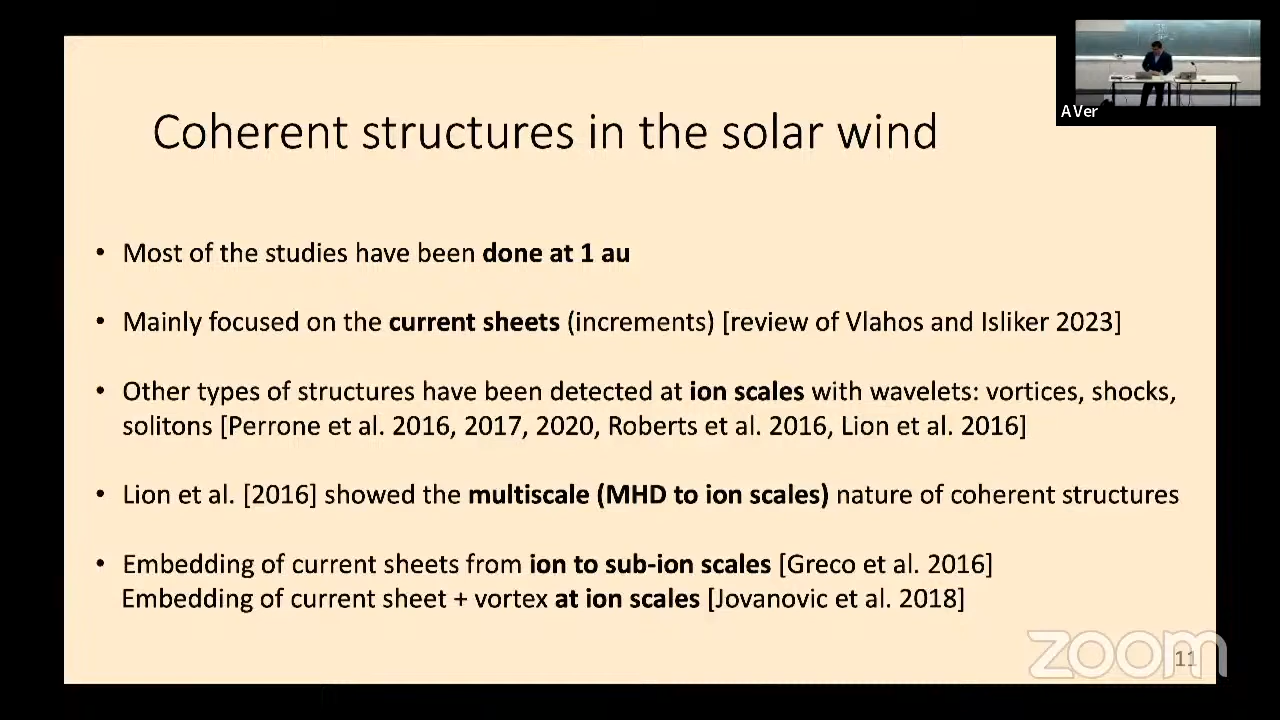 Coherent structures in the solar wind
A Ver
• Most of the studies have been done at 1 au
• Mainly focused on the current sheets (increments) [review of Vlahos and Isliker 2023]
• Other types of structures have been detected at ion scales with wavelets: vortices, shocks,
solitons [Perrone et al. 2016, 2017, 2020, Roberts et al. 2016, Lion et al. 2016]
• Lion et al. [2016] showed the multiscale (MHD to ion scales) nature of coherent structures
• Embedding of current sheets from ion to sub-ion scales [Greco et al. 2016]
Embedding of current sheet + vortex at ion scales [Jovanovic et al. 2018]
zoom
11